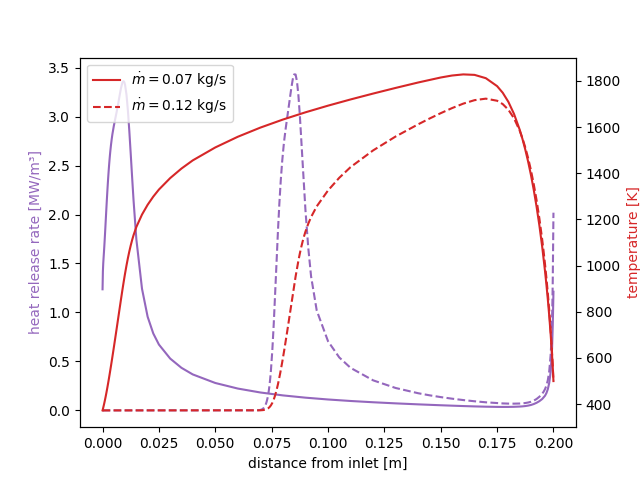 ṁ = 0.07 kg/s
ṁ = 0.12 kg/s
3.5
3.0
2.5
2.0
1.5
1.0
0.5
0.0
heat release rate [MW/m³]
1800
1600
1400
1200
1000
800
600
400
temperature [K]
0.000 0.025 0.050 0.075 0.100 0.125 0.150 0.175 0.200
distance from inlet [m]